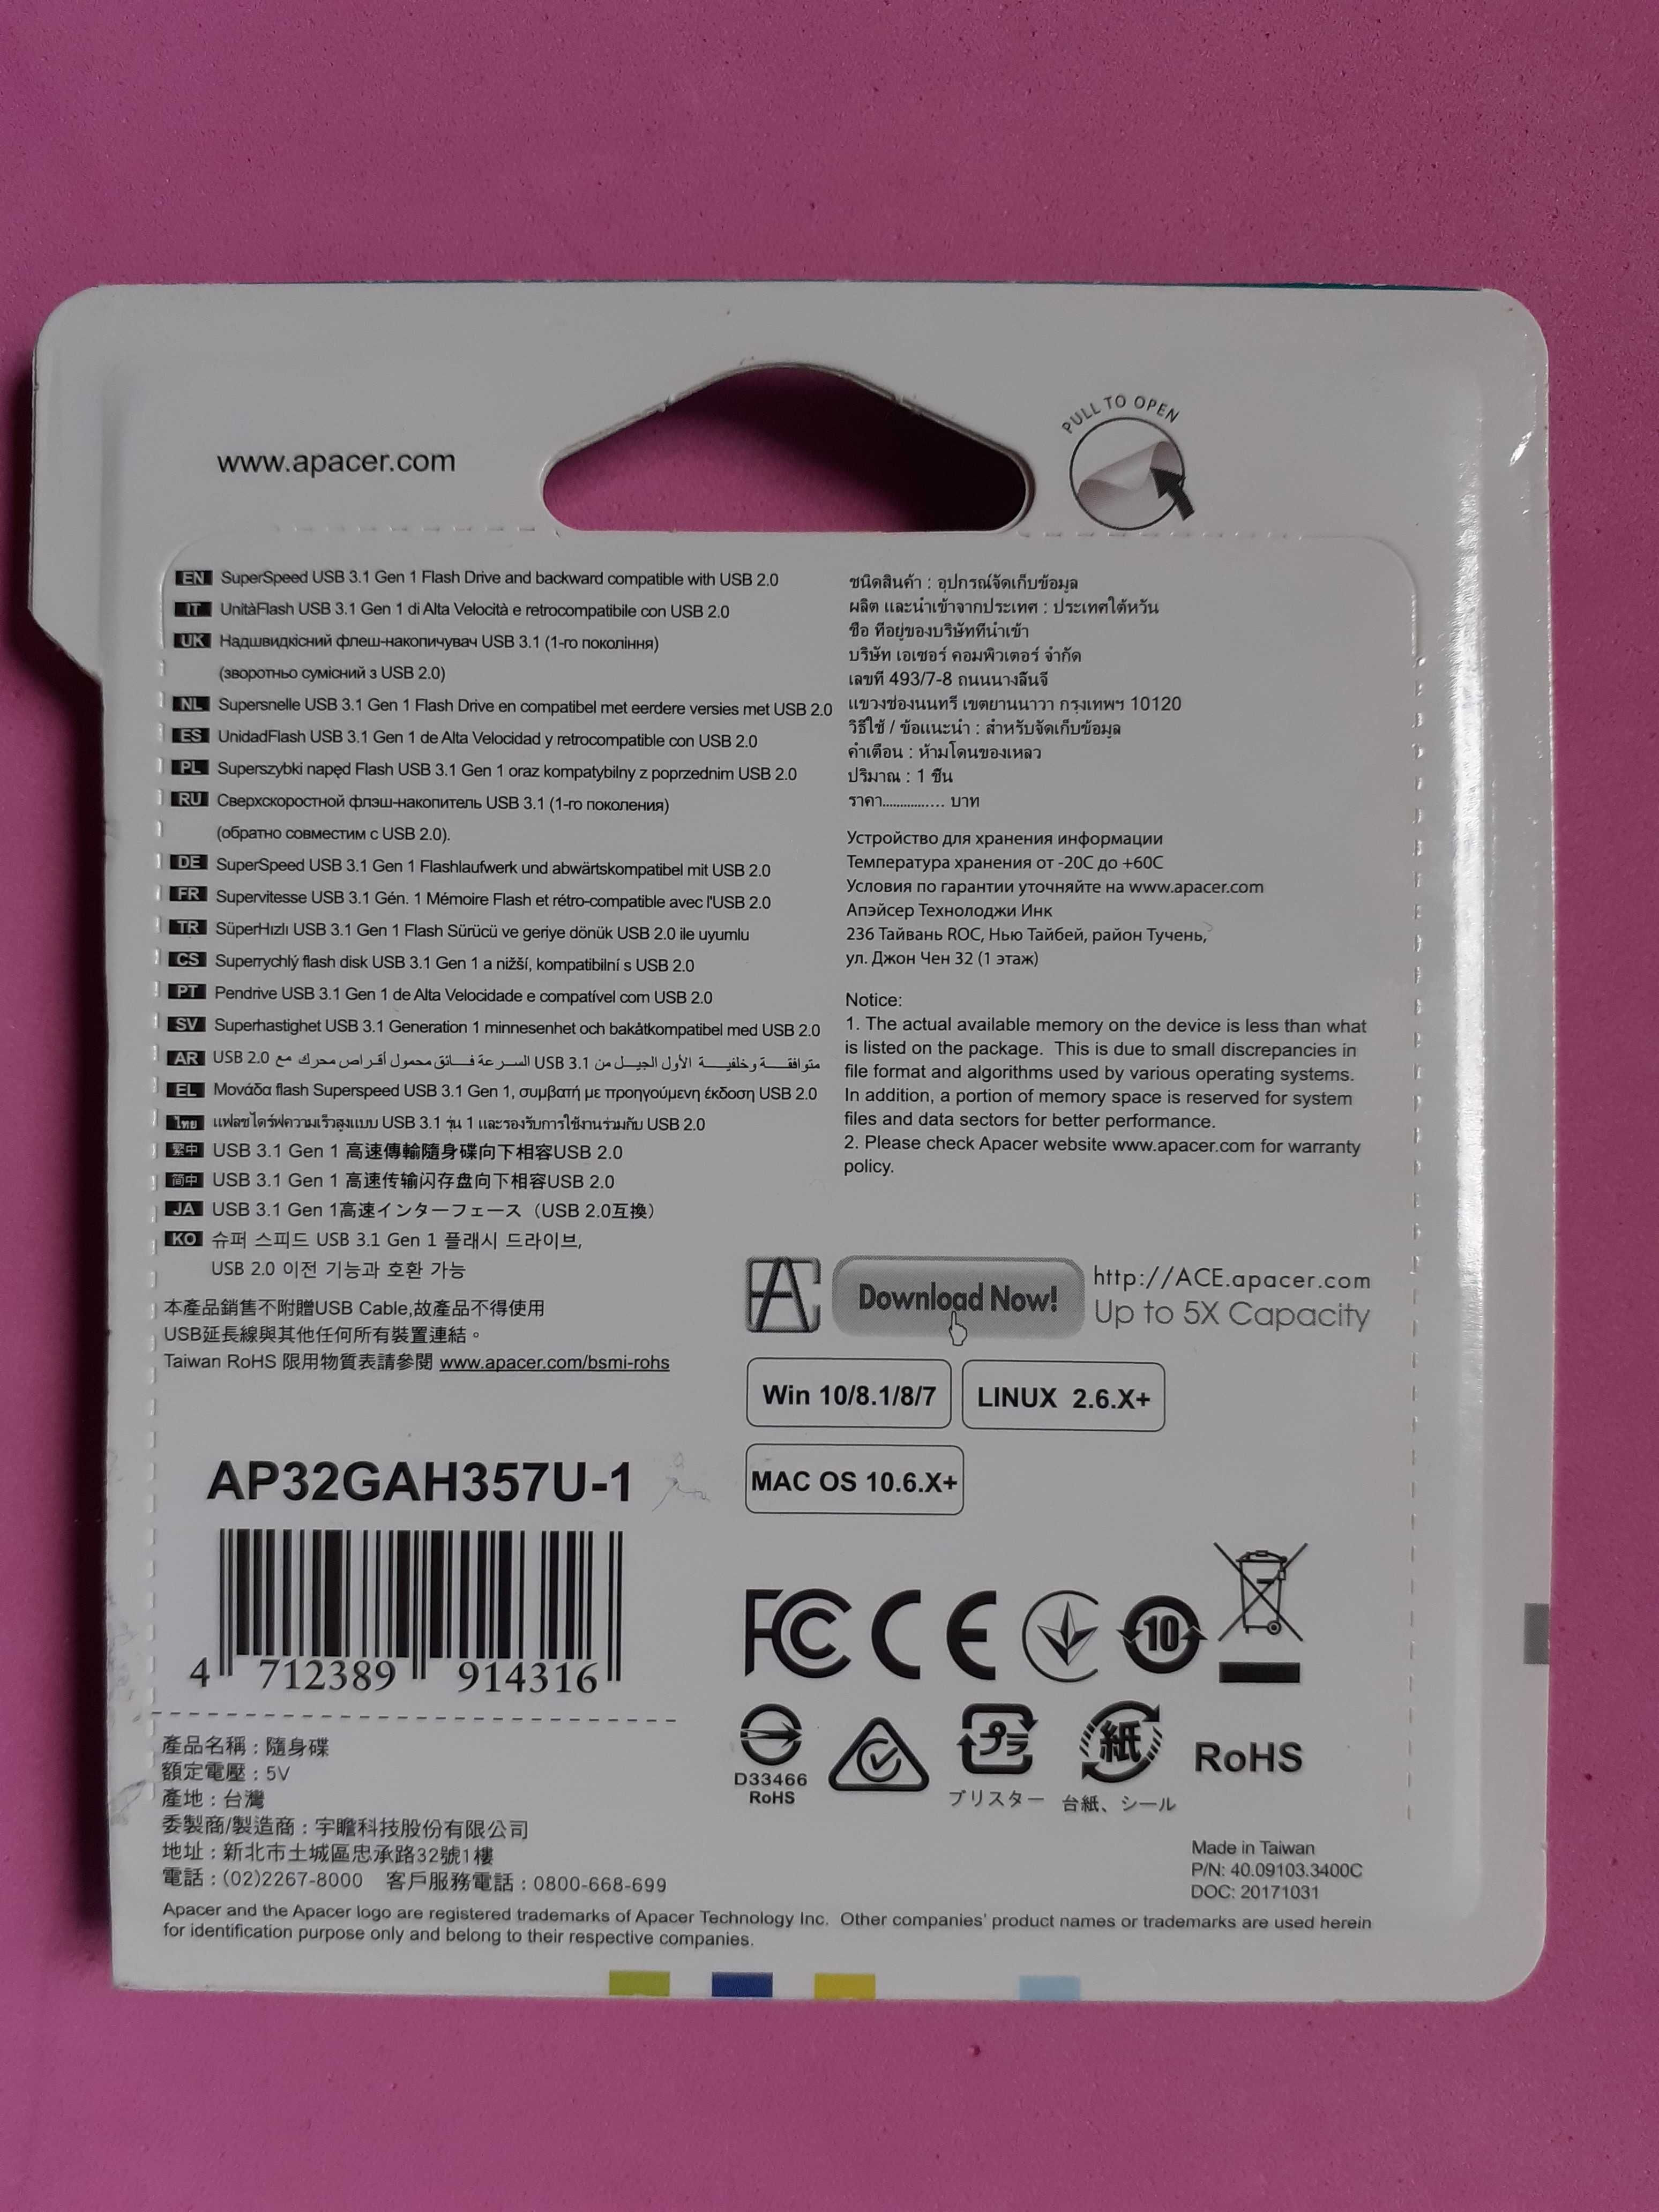 www.apacer.com
PULL TO OPEN
EN SuperSpeed USB 3.1 Gen 1 Flash Drive and backward compatible with USB 2.0
IT UnitàFlash USB 3.1 Gen 1 di Alta Velocità e retrocompatibile con USB 2.0
UK Надшвидкісний флеш-накопичувач USB 3.1 (1-го покоління)
(зворотньо сумісний з USB 2.0)
NL Supersnelle USB 3.1 Gen 1 Flash Drive en compatibel met eerdere versies met USB 2.0
ES UnidadFlash USB 3.1 Gen 1 de Alta Velocidad y retrocompatible con USB 2.0
PL Superszybki napęd Flash USB 3.1 Gen 1 oraz kompatybilny z poprzednim USB 2.0
RU Сверхскоростной флэш-накопитель USB 3.1 (1-го поколения)
(обратно совместим с USB 2.0).
DE SuperSpeed USB 3.1 Gen 1 Flashlaufwerk und abwärtskompatibel mit USB 2.0
FR Supervitesse USB 3.1 Gén. 1 Mémoire Flash et rétro-compatible avec l'USB 2.0
TR SüperHızlı USB 3.1 Gen 1 Flash Sürücü ve geriye dönük USB 2.0 ile uyumlu
CS Superrychlý flash disk USB 3.1 Gen 1 a nižší, kompatibilní s USB 2.0
PT Pendrive USB 3.1 Gen 1 de Alta Velocidade e compatível com USB 2.0
SV Superhastighet USB 3.1 Generation 1 minnesenhet och bakåtkompatibel med USB 2.0
AR USB 2.0 متوافقة وخلفية الأول الجيل من USB 3.1 السرعة فائق محمول أقراص محرك مع
EL Μονάδα flash Superspeed USB 3.1 Gen 1, συμβατή με προηγούμενη έκδοση USB 2.0
ไทย แฟลชไดร์ฟความเร็วสูงแบบ USB 3.1 รุ่น 1 และรองรับการใช้งานร่วมกับ USB 2.0
繁中 USB 3.1 Gen 1 高速傳輸隨身碟向下相容USB 2.0
简中 USB 3.1 Gen 1 高速传输闪存盘向下相容USB 2.0
JA USB 3.1 Gen 1高速インターフェース（USB 2.0互換）
KO 슈퍼 스피드 USB 3.1 Gen 1 플래시 드라이브,
USB 2.0 이전 기능과 호환 가능
本產品銷售不附贈USB Cable,故產品不得使用
USB延長線與其他任何所有裝置連結。
Taiwan RoHS 限用物質表請參閱 www.apacer.com/bsmi-rohs
ชนิดสินค้า : อุปกรณ์จัดเก็บข้อมูล
ผลิต และนำเข้าจากประเทศ : ประเทศไต้หวัน
ชื่อ ที่อยู่ของบริษัทที่นำเข้า
บริษัท เอเซอร์ คอมพิวเตอร์ จำกัด
เลขที่ 493/7-8 ถนนนางลิ้นจี่
แขวงช่องนนทรี เขตยานนาวา กรุงเทพฯ 10120
วิธีใช้ / ข้อแนะนำ : สำหรับจัดเก็บข้อมูล
คำเตือน : ห้ามโดนของเหลว
ปริมาณ : 1 ชิ้น
ราคา................ บาท
Устройство для хранения информации
Температура хранения от -20С до +60С
Условия по гарантии уточняйте на www.apacer.com
Апэйсер Технолоджи Инк
236 Тайвань ROC, Нью Тайбей, район Тучень,
ул. Джон Чен 32 (1 этаж)
Notice:
1. The actual available memory on the device is less than what
is listed on the package. This is due to small discrepancies in
file format and algorithms used by various operating systems.
In addition, a portion of memory space is reserved for system
files and data sectors for better performance.
2. Please check Apacer website www.apacer.com for warranty
policy.
Download Now!
http://ACE.apacer.com
Up to 5X Capacity
Win 10/8.1/8/7
LINUX 2.6.X+
MAC OS 10.6.X+
AP32GAH357U-1
4 712389 914316
FC CE
10
D33466
RoHS
プラ
ブリスター
紙
台紙、シール
RoHS
產品名稱：隨身碟
額定電壓：5V
產地：台灣
委製商/製造商：宇瞻科技股份有限公司
地址：新北市土城區忠承路32號1樓
電話：(02)2267-8000 客戶服務電話：0800-668-699
Made in Taiwan
P/N: 40.09103.3400C
DOC: 20171031
Apacer and the Apacer logo are registered trademarks of Apacer Technology Inc. Other companies' product names or trademarks are used herein
for identification purpose only and belong to their respective companies.